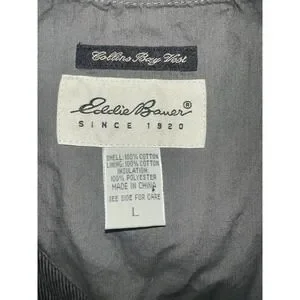 Collins Bay Vest
Eddie Bauer®
SINCE 1920
SHELL: 100% COTTON
LINING: 100% COTTON
INSULATION:
100% POLYESTER
MADE IN CHINA
SEE SIDE FOR CARE
L